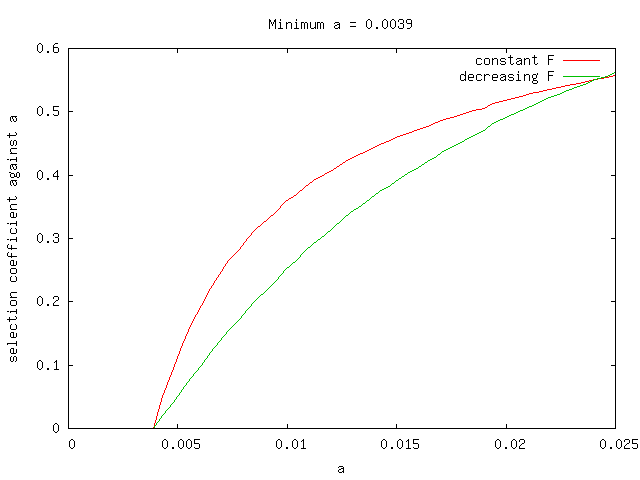 Minimum a = 0.0039
0.6
constant F
decreasing F
0.5
0.4
0.3
0.2
0.1
0
selection coefficient against a
0 0.005 0.01 0.015 0.02 0.025
a